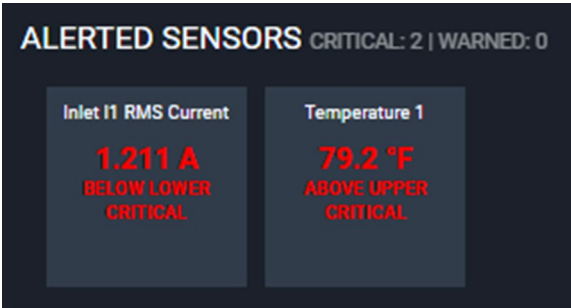 ALERTED SENSORS CRITICAL: 2 | WARNED: 0
Inlet I1 RMS Current
1.211 A
BELOW LOWER
CRITICAL
Temperature 1
79.2 °F
ABOVE UPPER
CRITICAL